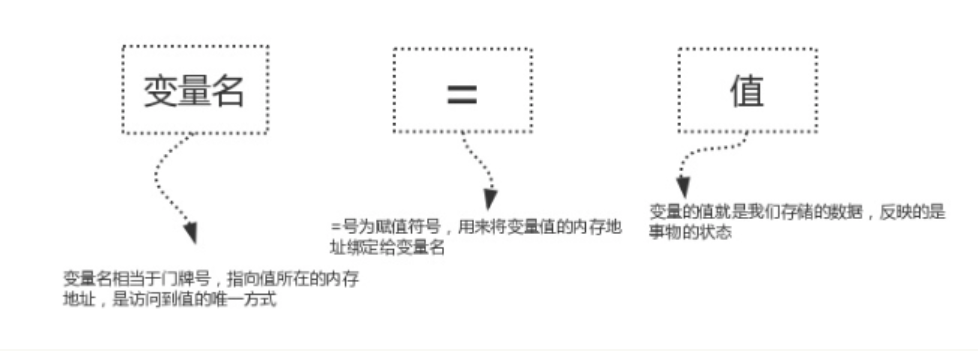 变量名
=
值
变量名相当于门牌号，指向值所在的内存
地址，是访问到值的唯一方式
=号为赋值符号，用来将变量值的内存地
址绑定给变量名
变量的值就是我们存储的数据，反映的是
事物的状态